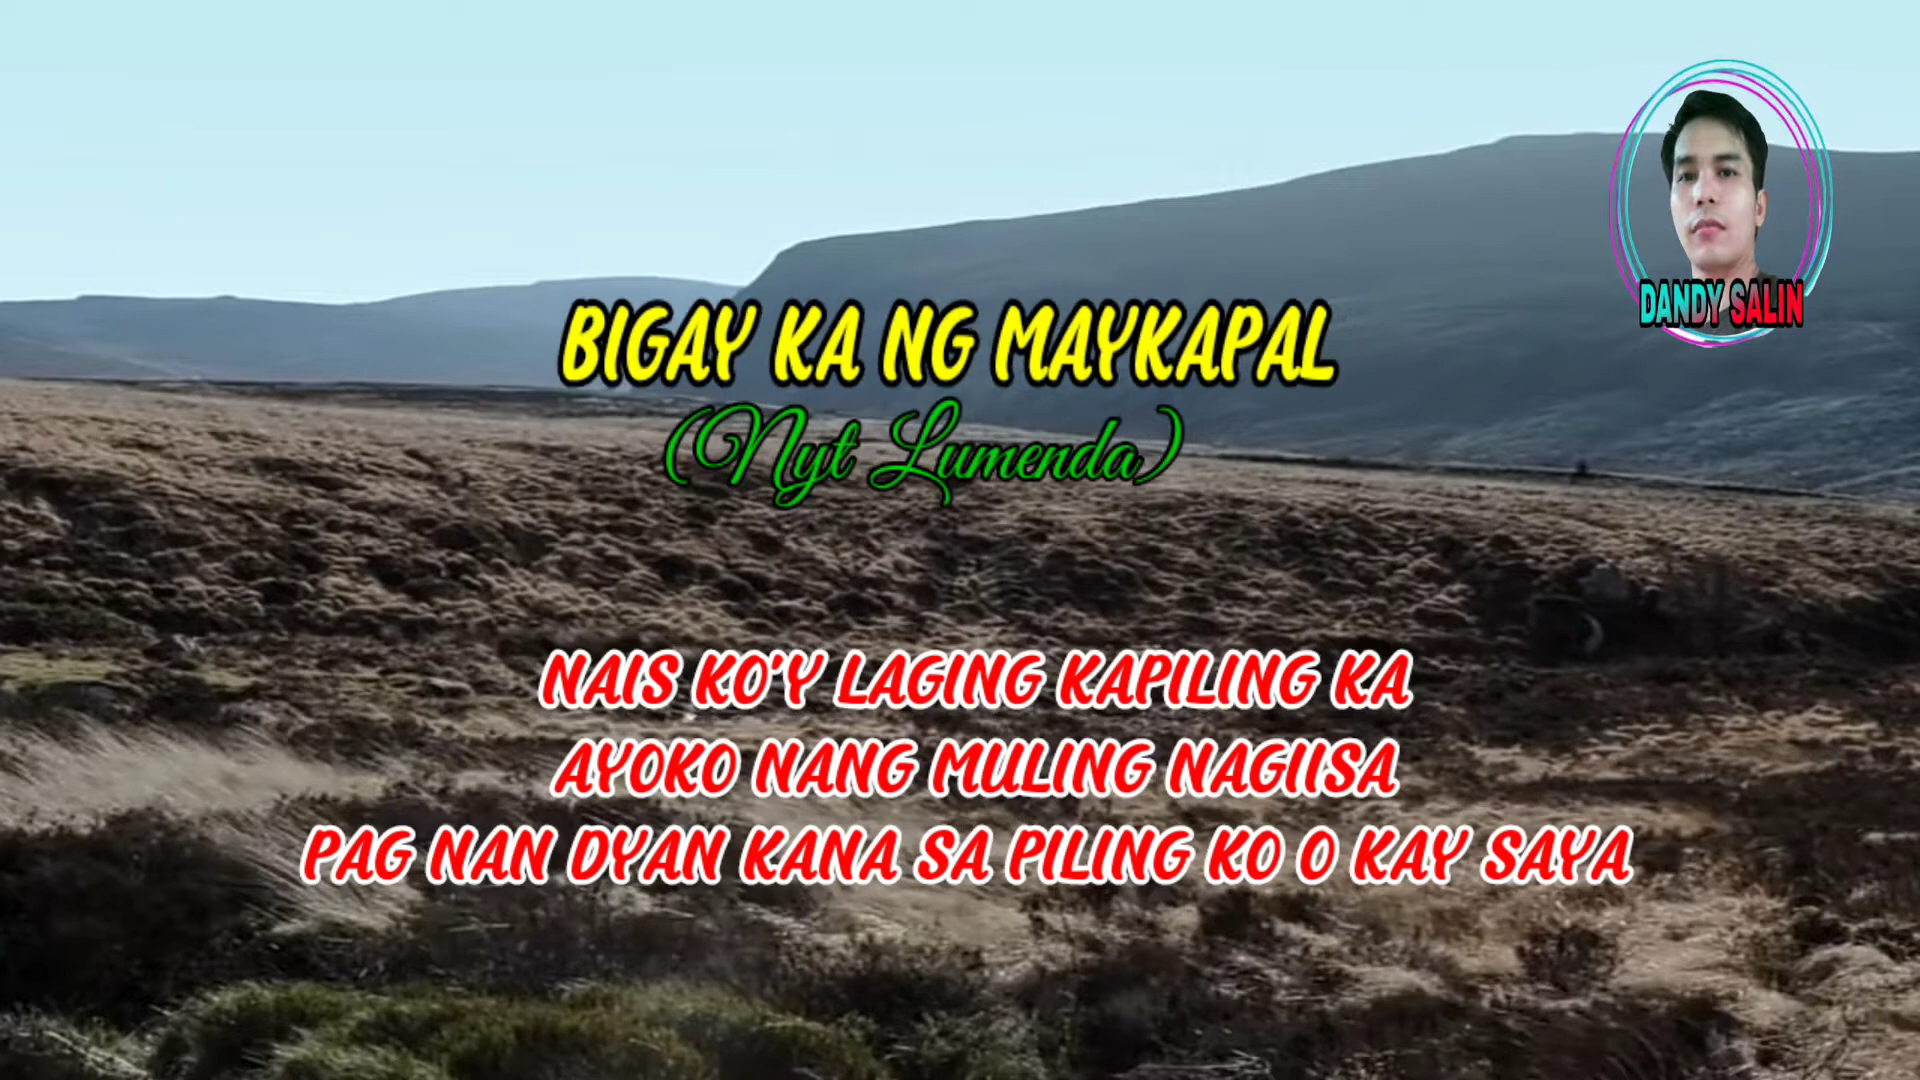 DANDY SALIN
BIGAY KA NG MAYKAPAL
(Nyt Lumenda)
NAIS KO'Y LAGING KAPILING KA
AYOKO NANG MULING NAGIISA
PAG NAN DYAN KANA SA PILING KO O KAY SAYA